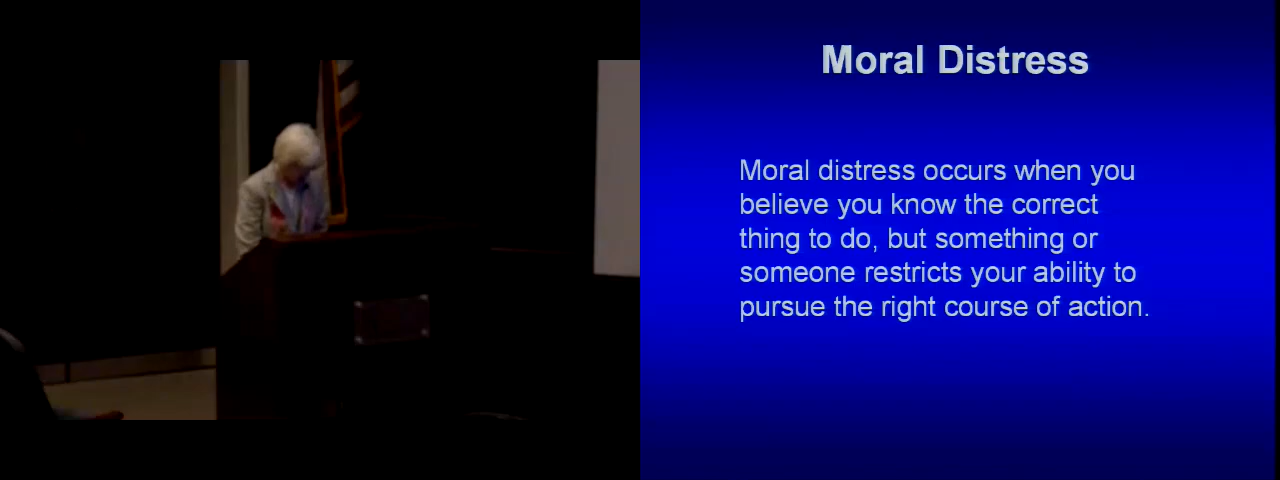 Moral Distress
Moral distress occurs when you
believe you know the correct
thing to do, but something or
someone restricts your ability to
pursue the right course of action.